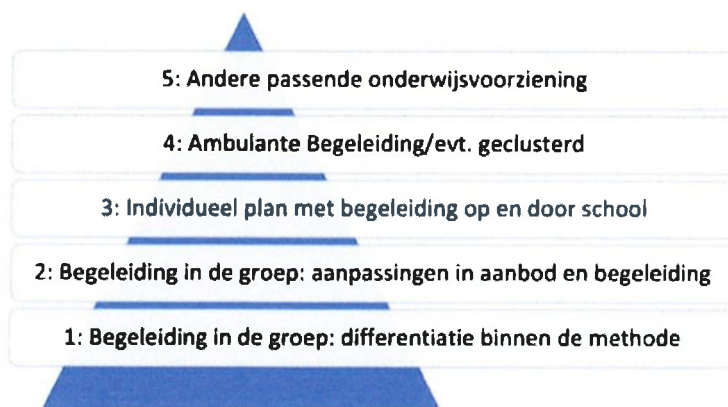 5: Andere passende onderwijsvoorziening
4: Ambulante Begeleiding/evt. geclusterd
3: Individueel plan met begeleiding op en door school
2: Begeleiding in de groep: aanpassingen in aanbod en begeleiding
1: Begeleiding in de groep: differentiatie binnen de methode